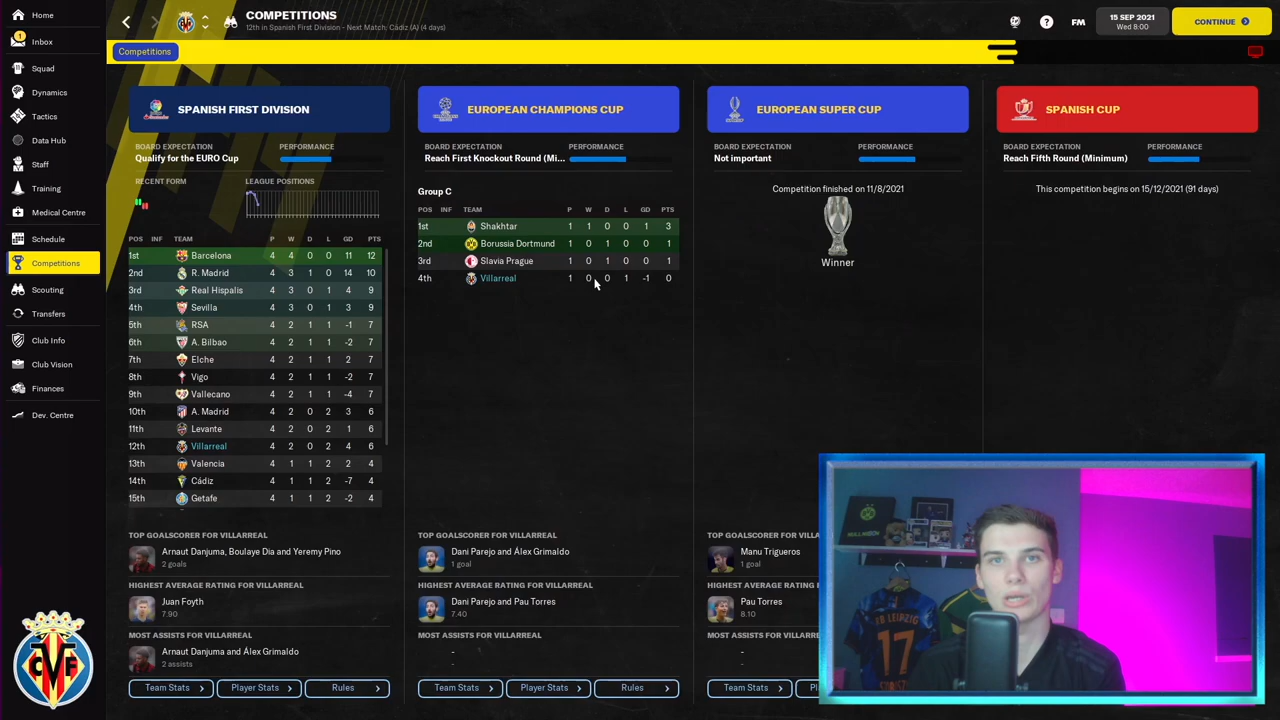 Home
Inbox
1
Squad
Dynamics
Tactics
Data Hub
Staff
Training
Medical Centre
Schedule
Competitions
Scouting
Transfers
Club Info
Club Vision
Finances
Dev. Centre
COMPETITIONS
12th in Spanish First Division - Next Match: Cádiz (A) (4 days)
?
FM
15 SEP 2021
Wed 8:00
CONTINUE
Competitions
SPANISH FIRST DIVISION
BOARD EXPECTATION PERFORMANCE
Qualify for the EURO Cup
RECENT FORM LEAGUE POSITIONS
POS INF TEAM P W D L GD PTS
1st Barcelona 4 4 0 0 11 12
2nd R. Madrid 4 3 1 0 14 10
3rd Real Hispalis 4 3 0 1 4 9
4th Sevilla 4 3 0 1 3 9
5th RSA 4 2 1 1 -1 7
6th A. Bilbao 4 2 1 1 -2 7
7th Elche 4 2 1 1 2 7
8th Vigo 4 2 1 1 -2 7
9th Vallecano 4 2 1 1 -4 7
10th A. Madrid 4 2 0 2 3 6
11th Levante 4 2 0 2 1 6
12th Villarreal 4 2 0 2 4 6
13th Valencia 4 1 1 2 2 4
14th Cádiz 4 1 1 2 -7 4
15th Getafe 4 1 1 2 -2 4
TOP GOALSCORER FOR VILLARREAL
Arnaut Danjuma, Boulaye Dia and Yeremy Pino
2 goals
HIGHEST AVERAGE RATING FOR VILLARREAL
Juan Foyth
7.90
MOST ASSISTS FOR VILLARREAL
Arnaut Danjuma and Álex Grimaldo
2 assists
Team Stats
Player Stats
Rules
EUROPEAN CHAMPIONS CUP
BOARD EXPECTATION PERFORMANCE
Reach First Knockout Round (Mi...
Group C
POS INF TEAM P W D L GD PTS
1st Shakhtar 1 1 0 0 1 3
2nd Borussia Dortmund 1 0 1 0 0 1
3rd Slavia Prague 1 0 1 0 0 1
4th Villarreal 1 0 0 1 -1 0
TOP GOALSCORER FOR VILLARREAL
Dani Parejo and Álex Grimaldo
1 goal
HIGHEST AVERAGE RATING FOR VILLARREAL
Dani Parejo and Pau Torres
7.40
MOST ASSISTS FOR VILLARREAL
-
-
Team Stats
Player Stats
Rules
EUROPEAN SUPER CUP
BOARD EXPECTATION PERFORMANCE
Not important
Competition finished on 11/8/2021
Winner
TOP GOALSCORER FOR VILLA
Manu Trigueros
1 goal
HIGHEST AVERAGE RATING F
Pau Torres
8.10
MOST ASSISTS FOR VILLARR
-
-
Team Stats
SPANISH CUP
BOARD EXPECTATION PERFORMANCE
Reach Fifth Round (Minimum)
This competition begins on 15/12/2021 (91 days)
RB LEIPZIG
17
CVF